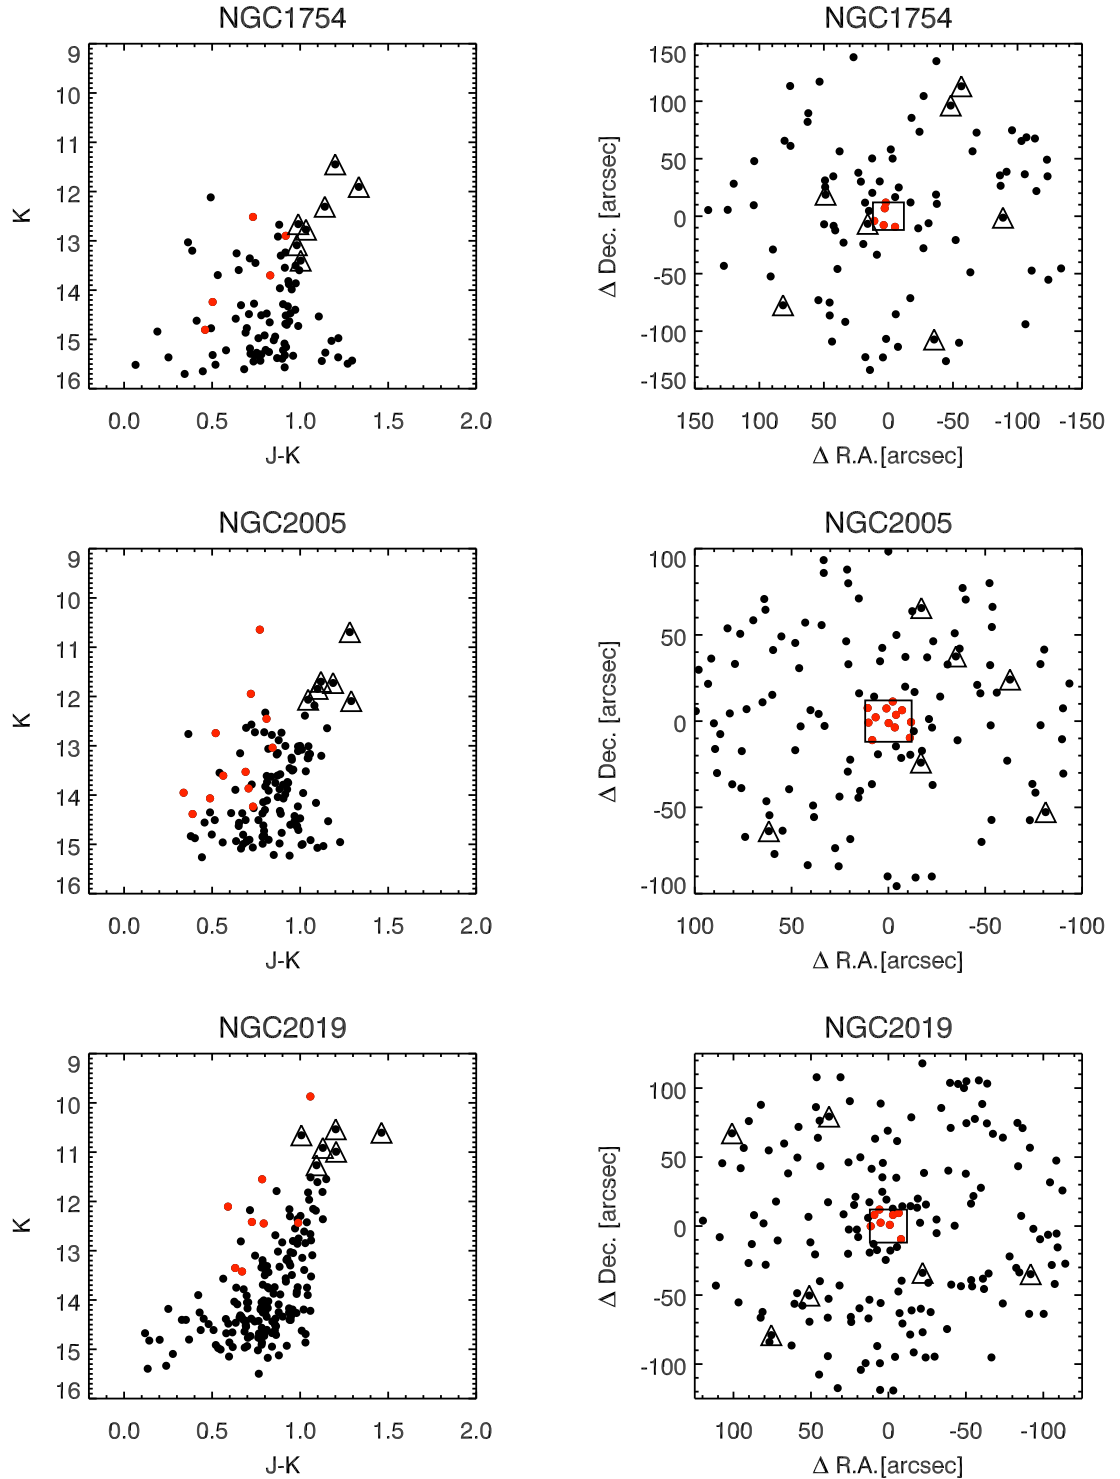 NGC1754
9
10
11
12
13
14
15
16
K
0.0 0.5 1.0 1.5 2.0
J-K
NGC1754
150
100
50
0
-50
-100
-150
Δ Dec. [arcsec]
150 100 50 0 -50 -100 -150
Δ R.A.[arcsec]
NGC2005
9
10
11
12
13
14
15
16
K
0.0 0.5 1.0 1.5 2.0
J-K
NGC2005
100
50
0
-50
-100
Δ Dec. [arcsec]
100 50 0 -50 -100
Δ R.A.[arcsec]
NGC2019
9
10
11
12
13
14
15
16
K
0.0 0.5 1.0 1.5 2.0
J-K
NGC2019
100
50
0
-50
-100
Δ Dec. [arcsec]
100 50 0 -50 -100
Δ R.A.[arcsec]